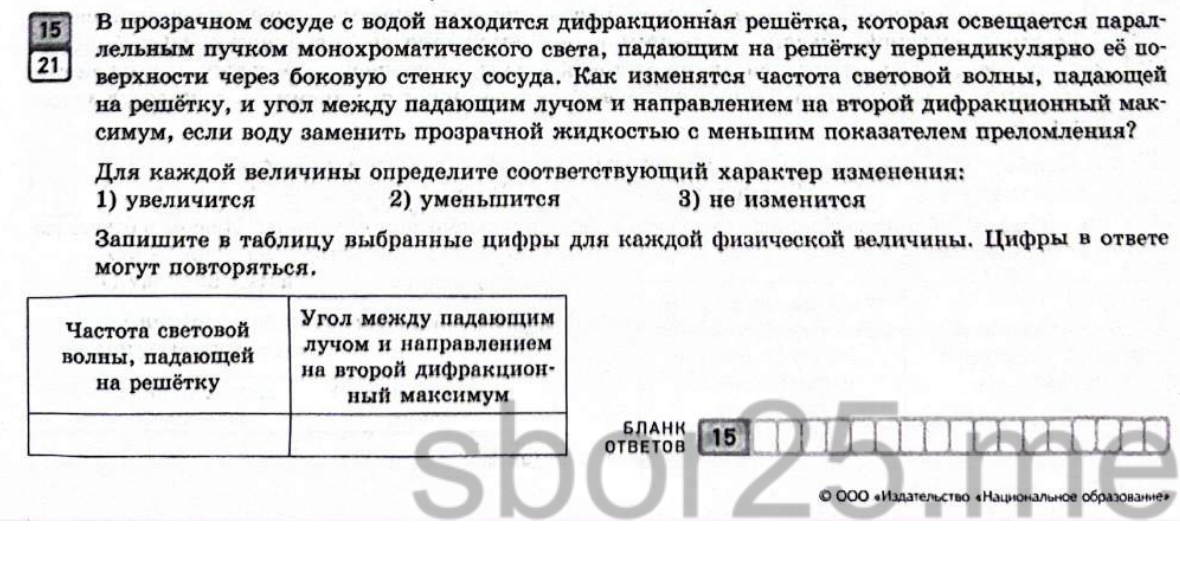 15
21
В прозрачном сосуде с водой находится дифракционная решётка, которая освещается парал-
лельным пучком монохроматического света, падающим на решётку перпендикулярно её по-
верхности через боковую стенку сосуда. Как изменятся частота световой волны, падающей
на решётку, и угол между падающим лучом и направлением на второй дифракционный мак-
симум, если воду заменить прозрачной жидкостью с меньшим показателем преломления?
Для каждой величины определите соответствующий характер изменения:
1) увеличится 2) уменьшится 3) не изменится
Запишите в таблицу выбранные цифры для каждой физической величины. Цифры в ответе
могут повторяться.
Частота световой
волны, падающей
на решётку
Угол между падающим
лучом и направлением
на второй дифракцион-
ный максимум
БЛАНК
ОТВЕТОВ 15
sbor25.me
© ООО «Издательство «Национальное образование»